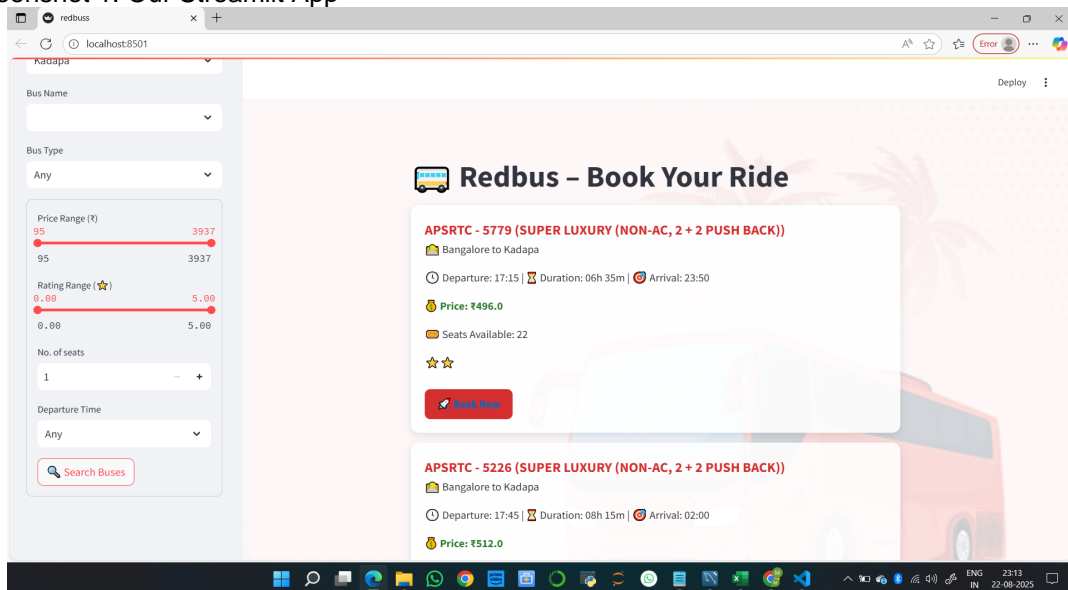 redbuss
localhost:8501
Error
Kadapa
Deploy
Bus Name
Bus Type
Any
Price Range (₹)
95 3937
95 3937
Rating Range (⭐)
0.00 5.00
0.00 5.00
No. of seats
1
Departure Time
Any
Search Buses
Redbus – Book Your Ride
APSRTC - 5779 (SUPER LUXURY (NON-AC, 2 + 2 PUSH BACK))
Bangalore to Kadapa
Departure: 17:15 | Duration: 06h 35m | Arrival: 23:50
Price: ₹496.0
Seats Available: 22
Book Now
APSRTC - 5226 (SUPER LUXURY (NON-AC, 2 + 2 PUSH BACK))
Bangalore to Kadapa
Departure: 17:45 | Duration: 08h 15m | Arrival: 02:00
Price: ₹512.0
ENG 23:13
IN 22-08-2025